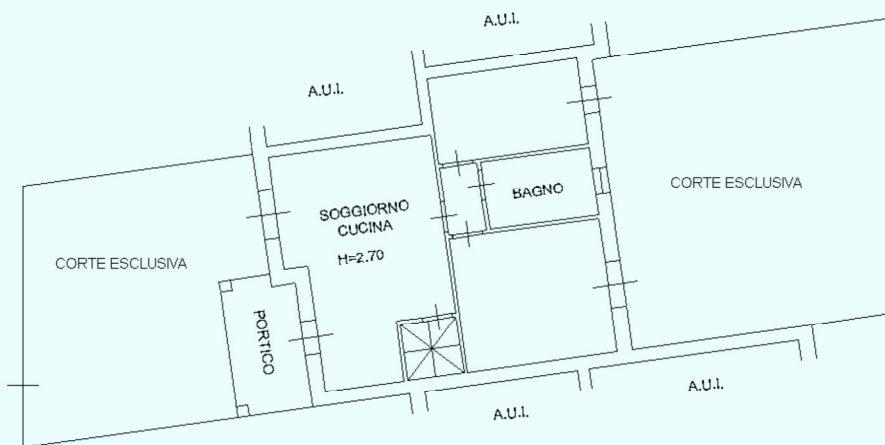 A.U.I.
A.U.I.
CORTE ESCLUSIVA
BAGNO
SOGGIORNO
CUCINA
H=2.70
CORTE ESCLUSIVA
PORTICO
A.U.I.
A.U.I.